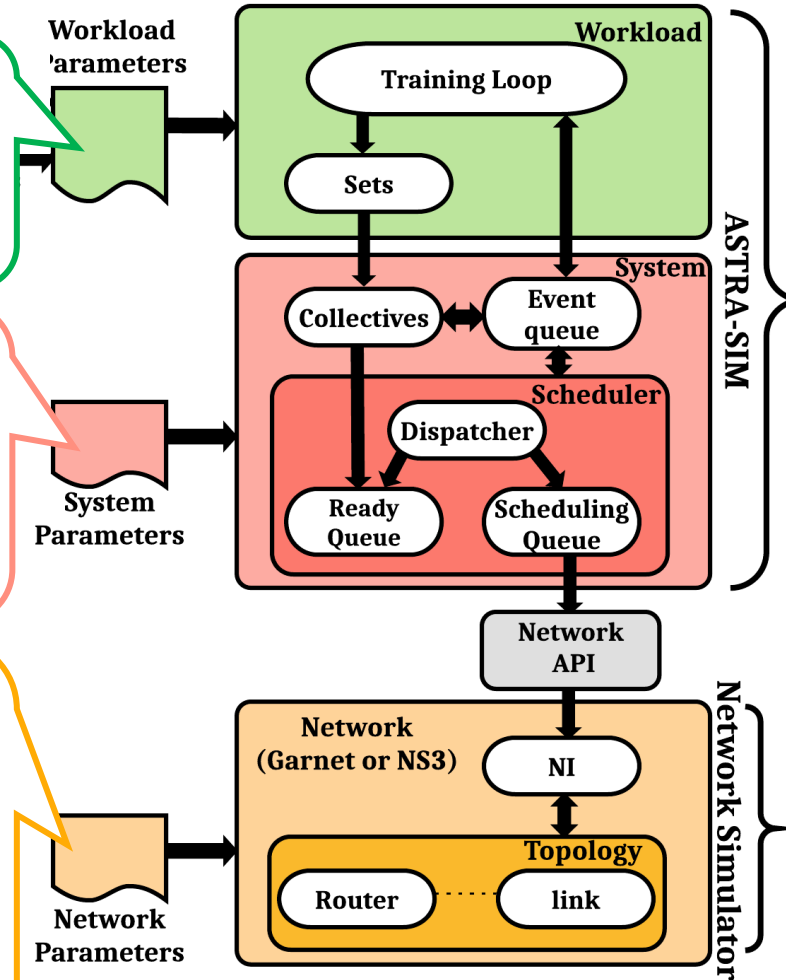 Workload
Parameters
Workload
Training Loop
Sets
System
Collectives
Event
queue
Scheduler
Dispatcher
Ready
Queue
Scheduling
Queue
System
Parameters
ASTRA-SIM
Network
API
Network
(Garnet or NS3)
NI
Topology
Router
link
Network
Parameters
Network Simulator